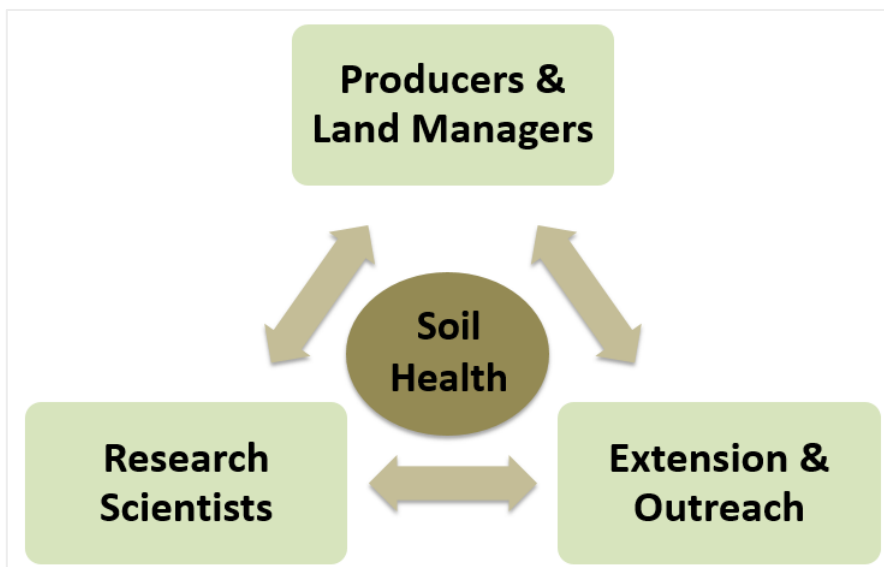 Producers &
Land Managers
Soil
Health
Research
Scientists
Extension &
Outreach